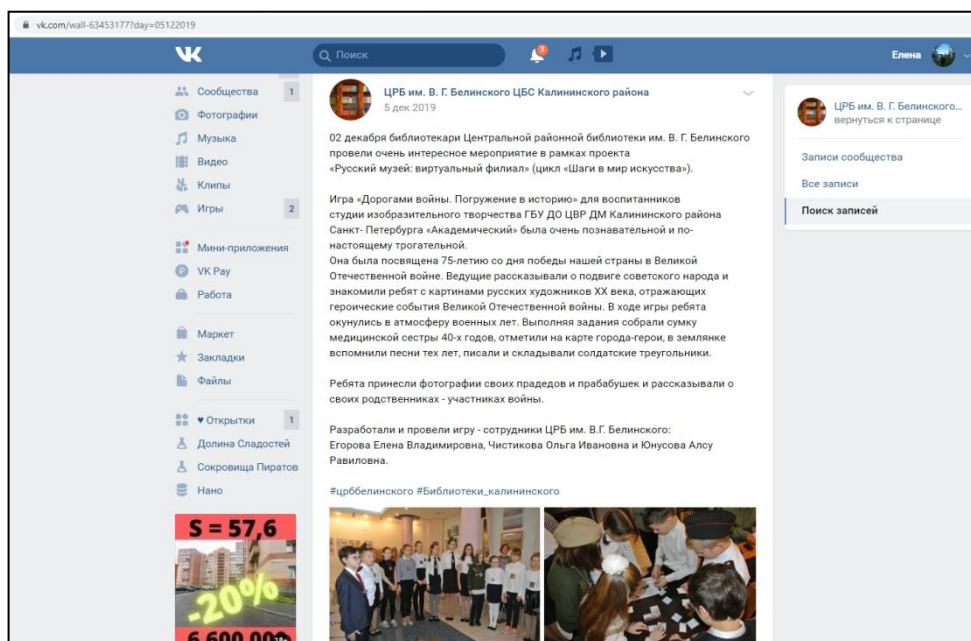 vk.com/wall-63453177?day=05122019
Поиск
3
Елена
Сообщества 1
Фотографии
Музыка
Видео
Клипы
Игры 2
Мини-приложения
VK Pay
Работа
Маркет
Закладки
Файлы
♥ Открытки 1
Долина Сладостей
Сокровища Пиратов
Нано
S = 57,6
-20%
ЦРБ им. В. Г. Белинского ЦБС Калининского района
5 дек 2019
02 декабря библиотекари Центральной районной библиотеки им. В. Г. Белинского
провели очень интересное мероприятие в рамках проекта
«Русский музей: виртуальный филиал» (цикл «Шаги в мир искусства»).
Игра «Дорогами войны. Погружение в историю» для воспитанников
студии изобразительного творчества ГБУ ДО ЦВР ДМ Калининского района
Санкт- Петербурга «Академический» была очень познавательной и по-
настоящему трогательной.
Она была посвящена 75-летию со дня победы нашей страны в Великой
Отечественной войне. Ведущие рассказывали о подвиге советского народа и
знакомили ребят с картинами русских художников XX века, отражающих
героические события Великой Отечественной войны. В ходе игры ребята
окунулись в атмосферу военных лет. Выполняя задания собрали сумку
медицинской сестры 40-х годов, отметили на карте города-герои, в землянке
вспомнили песни тех лет, писали и складывали солдатские треугольники.
Ребята принесли фотографии своих прадедов и прабабушек и рассказывали о
своих родственниках - участниках войны.
Разработали и провели игру - сотрудники ЦРБ им. В.Г. Белинского:
Егорова Елена Владимировна, Чистикова Ольга Ивановна и Юнусова Алсу
Равиловна.
#црббелинского #Библиотеки_калининского
ЦРБ им. В. Г. Белинского...
вернуться к странице
Записи сообщества
Все записи
Поиск записей